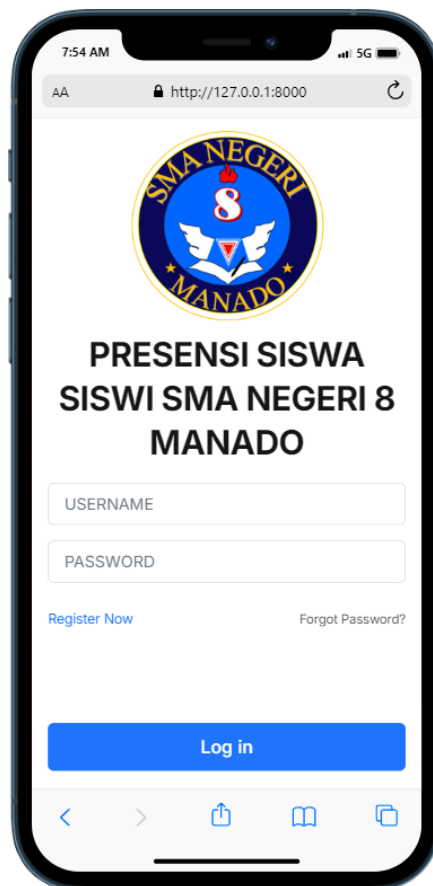 7:54 AM 5G
AA http://127.0.0.1:8000
SMA NEGERI
8
MANADO
PRESENSI SISWA
SISWI SMA NEGERI 8
MANADO
USERNAME
PASSWORD
Register Now Forgot Password?
Log in